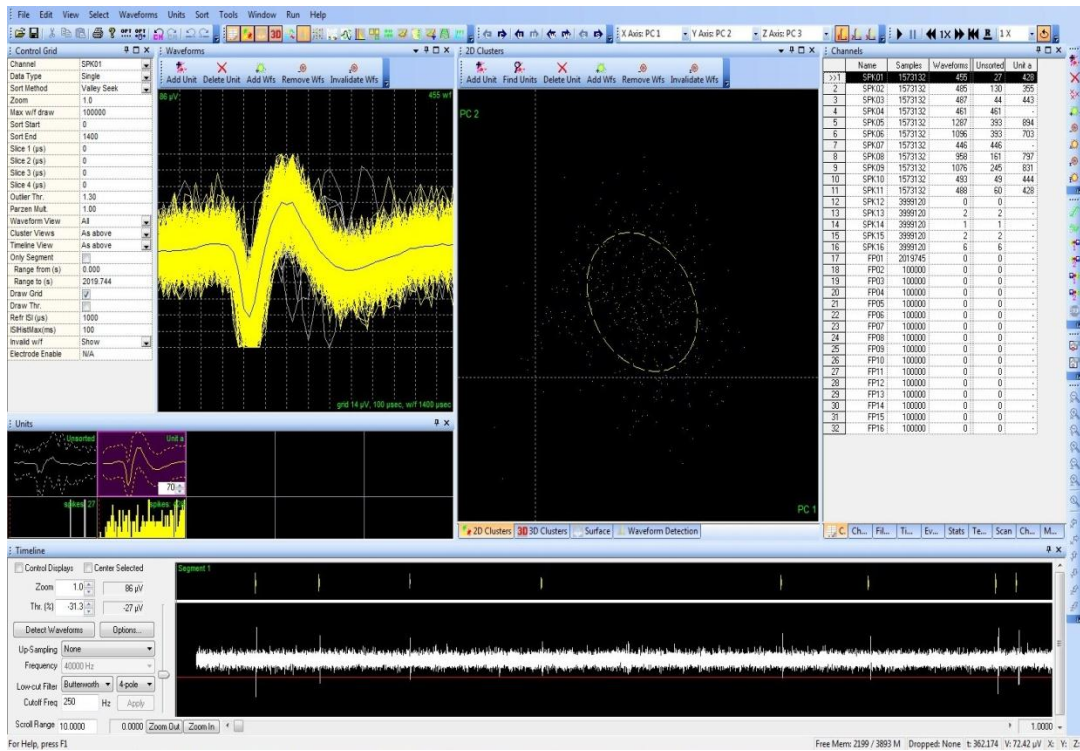 File Edit View Select Waveforms Units Sort Tools Window Run Help
3D X Axis: PC 1 Y Axis: PC 2 Z Axis: PC 3 1X 1 X
Control Grid
Channel SPK01
Data Type Single
Sort Method Valley Seek
Zoom 1.0
Max w/f draw 100000
Sort Start 0
Sort End 1400
Slice 1 (µs) 0
Slice 2 (µs) 0
Slice 3 (µs) 0
Slice 4 (µs) 0
Outlier Thr. 1.30
Parzen Mult. 1.00
Waveform View All
Cluster Views As above
Timeline View As above
Only Segment
Range from (s) 0.000
Range to (s) 2019.744
Draw Grid
Draw Thr.
Refr ISI (µs) 1000
ISIHistMax(ms) 100
Invalid w/f Show
Electrode Enable N/A
Waveforms
Add Unit Delete Unit Add Wfs Remove Wfs Invalidate Wfs
86 µV 455 wf
grid 14 µV, 100 µsec, w/f 1400 µsec
2D Clusters
Add Unit Find Units Delete Unit Add Wfs Remove Wfs Invalidate Wfs
PC 2
PC 1
2D Clusters 3D 3D Clusters Surface Waveform Detection
Channels
Name Samples Waveforms Unsorted Unit a
>>1 SPK01 1573132 455 27 428
2 SPK02 1573132 485 130 355
3 SPK03 1573132 487 44 443
4 SPK04 1573132 461 461 -
5 SPK05 1573132 1287 393 894
6 SPK06 1573132 1096 393 703
7 SPK07 1573132 446 446 -
8 SPK08 1573132 958 161 797
9 SPK09 1573132 1076 245 831
10 SPK10 1573132 493 49 444
11 SPK11 1573132 488 60 428
12 SPK12 3999120 0 0 -
13 SPK13 3999120 2 2 -
14 SPK14 3999120 1 1 -
15 SPK15 3999120 2 2 -
16 SPK16 3999120 6 6 -
17 FP01 2019745 0 0 -
18 FP02 100000 0 0 -
19 FP03 100000 0 0 -
20 FP04 100000 0 0 -
21 FP05 100000 0 0 -
22 FP06 100000 0 0 -
23 FP07 100000 0 0 -
24 FP08 100000 0 0 -
25 FP09 100000 0 0 -
26 FP10 100000 0 0 -
27 FP11 100000 0 0 -
28 FP12 100000 0 0 -
29 FP13 100000 0 0 -
30 FP14 100000 0 0 -
31 FP15 100000 0 0 -
32 FP16 100000 0 0 -
C Ch... Fil... Ti... Ev... Stats Te... Scan Ch... M...
Units
Unsorted Unit a
70
spikes: 27 spikes:
Timeline
Control Displays Center Selected
Zoom 1.0 86 µV
Thr. (%) -31.3 -27 µV
Detect Waveforms Options...
Up-Sampling None
Frequency 40000 Hz
Low-cut Filter Butterworth 4-pole
Cutoff Freq 250 Hz Apply
Scroll Range 10.0000 0.0000 Zoom Out Zoom In 1.0000
Segment 1
For Help, press F1 Free Mem: 2199 / 3893 M Dropped: None t: 362.174 V: 72.42 µV X: Y: Z: